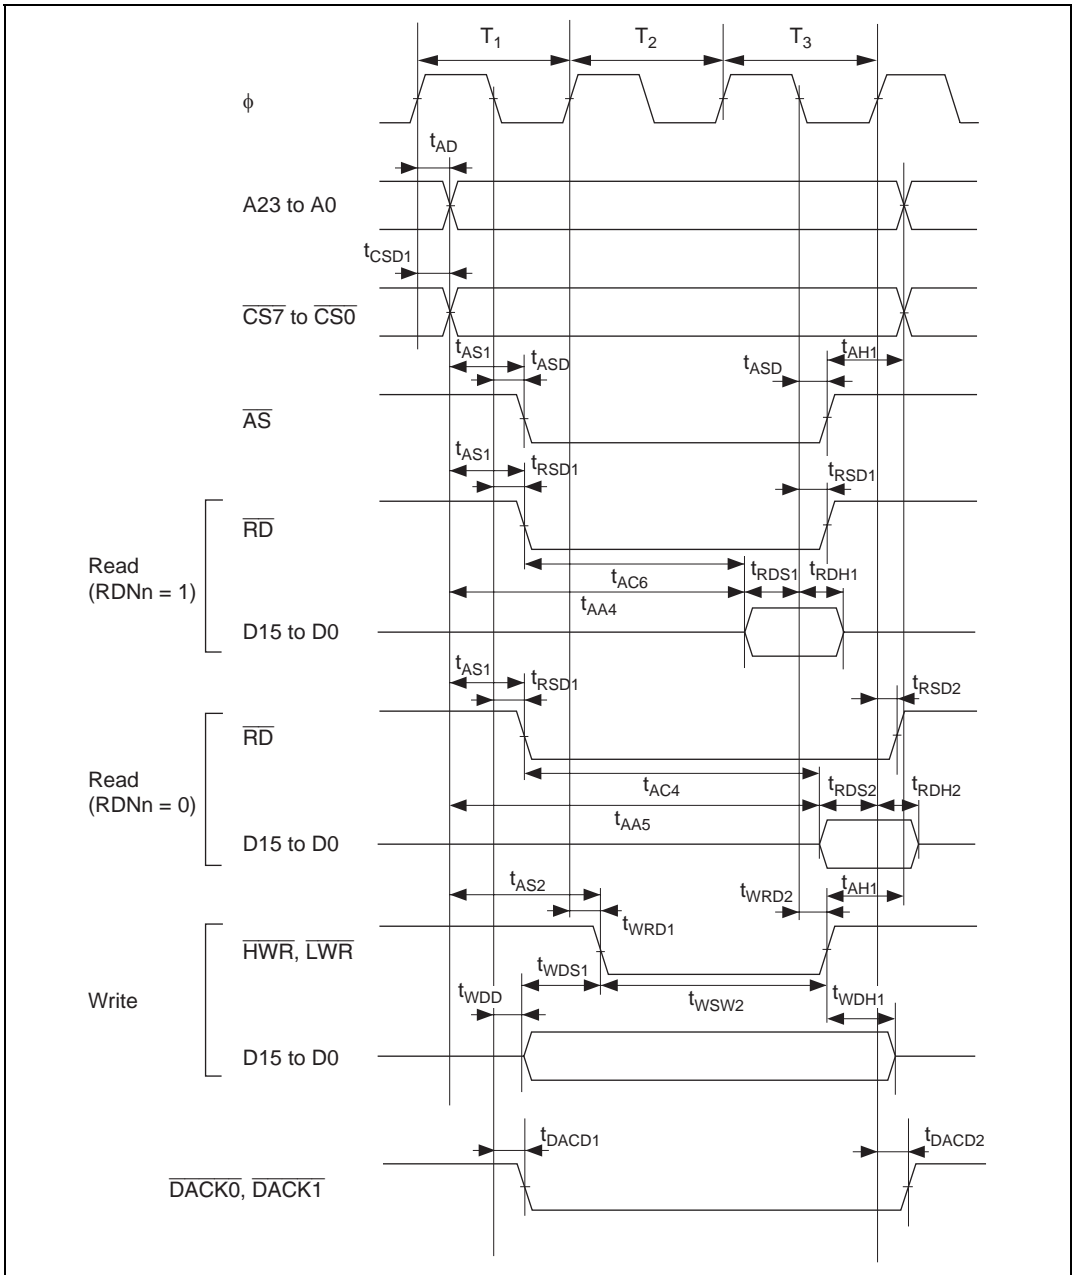 T1 T2 T3
ϕ
tAD
A23 to A0
tCSD1
CS7 to CS0
tAS1 tASD tASD tAH1
AS
tAS1 tRSD1 tRSD1
RD
Read
(RDNn = 1)
tAC6 tRDS1 tRDH1
tAA4
D15 to D0
tAS1 tRSD1 tRSD2
RD
Read
(RDNn = 0)
tAC4 tRDS2 tRDH2
tAA5
D15 to D0
tAS2 tWRD2 tAH1
tWRD1
HWR, LWR
Write
tWDD tWDS1 tWSW2 tWDH1
D15 to D0
tDACD1 tDACD2
DACK0, DACK1